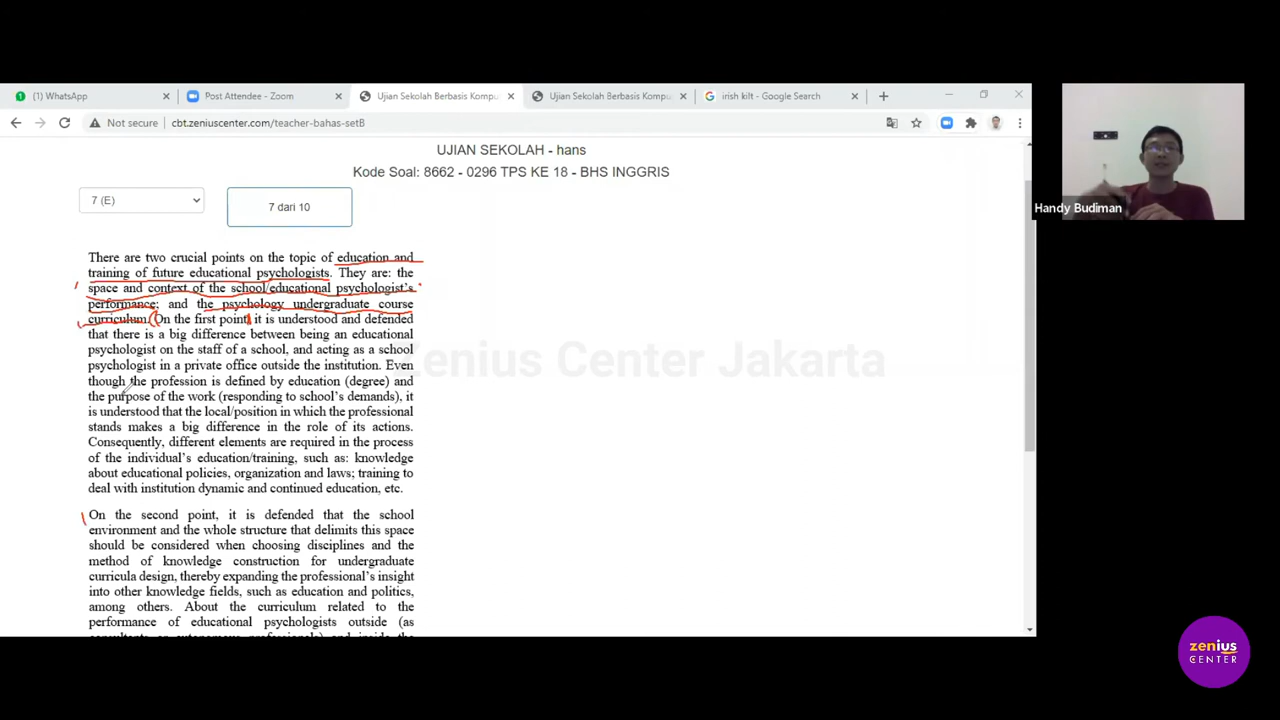 (1) WhatsApp
Post Attendee - Zoom
Ujian Sekolah Berbasis Kompu
Ujian Sekolah Berbasis Kompu
irish kilt - Google Search
Not secure
cbt.zeniuscenter.com/teacher-bahas-setB
UJIAN SEKOLAH - hans
Kode Soal: 8662 - 0296 TPS KE 18 - BHS INGGRIS
7 (E)
7 dari 10
Handy Budiman
There are two crucial points on the topic of education and
training of future educational psychologists. They are: the
space and context of the school/educational psychologist's
performance; and the psychology undergraduate course
curriculum. On the first point, it is understood and defended
that there is a big difference between being an educational
psychologist on the staff of a school, and acting as a school
psychologist in a private office outside the institution. Even
though the profession is defined by education (degree) and
the purpose of the work (responding to school's demands), it
is understood that the local/position in which the professional
stands makes a big difference in the role of its actions.
Consequently, different elements are required in the process
of the individual's education/training, such as: knowledge
about educational policies, organization and laws; training to
deal with institution dynamic and continued education, etc.
On the second point, it is defended that the school
environment and the whole structure that delimits this space
should be considered when choosing disciplines and the
method of knowledge construction for undergraduate
curricula design, thereby expanding the professional's insight
into other knowledge fields, such as education and politics,
among others. About the curriculum related to the
performance of educational psychologists outside (as
Zenius Center Jakarta
zenius
CENTER